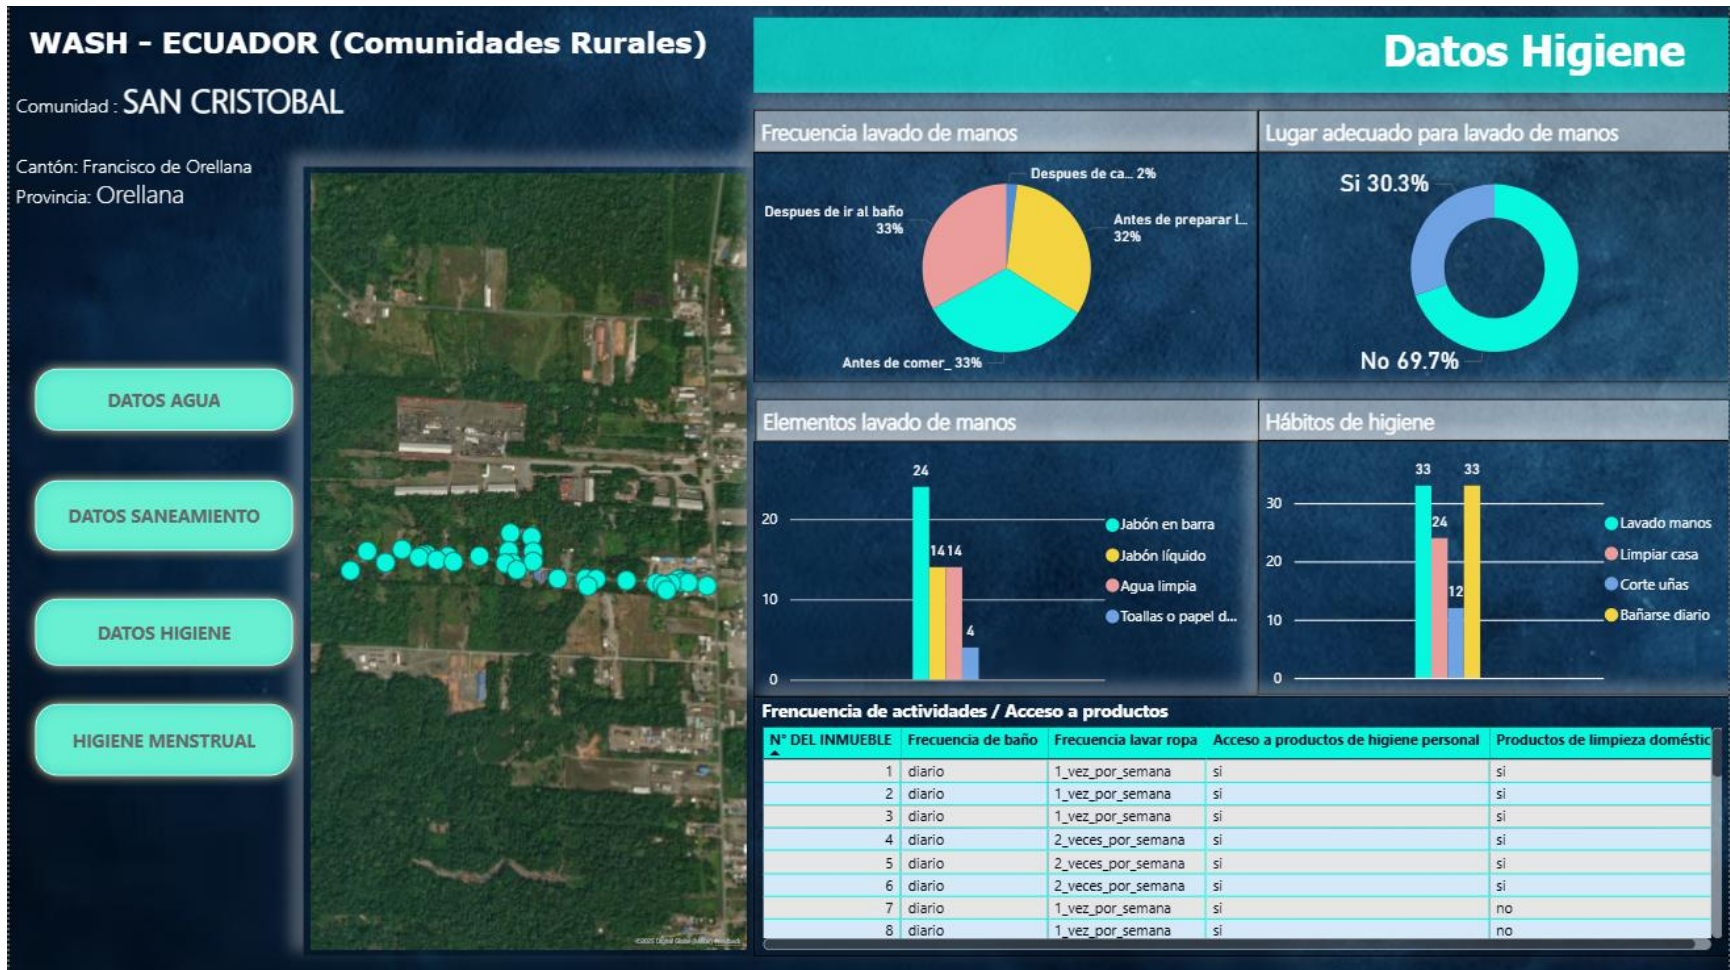 WASH - ECUADOR (Comunidades Rurales)
Comunidad : SAN CRISTOBAL
Cantón: Francisco de Orellana
Provincia: Orellana
DATOS AGUA
DATOS SANEAMIENTO
DATOS HIGIENE
HIGIENE MENSTRUAL
Datos Higiene
Frecuencia lavado de manos
Despues de ca... 2%
Despues de ir al baño
33%
Antes de preparar l...
32%
Antes de comer_ 33%
Lugar adecuado para lavado de manos
Si 30.3%
No 69.7%
Elementos lavado de manos
24
20
14 14
10
4
0
Jabón en barra
Jabón líquido
Agua limpia
Toallas o papel d...
Hábitos de higiene
33 33
30
24
20
12
10
0
Lavado manos
Limpiar casa
Corte uñas
Bañarse diario
Frencuencia de actividades / Acceso a productos
N° DEL INMUEBLE Frecuencia de baño Frecuencia lavar ropa Acceso a productos de higiene personal Productos de limpieza doméstic
1 diario 1_vez_por_semana si si
2 diario 1_vez_por_semana si si
3 diario 1_vez_por_semana si si
4 diario 2_veces_por_semana si si
5 diario 2_veces_por_semana si si
6 diario 2_veces_por_semana si si
7 diario 1_vez_por_semana si no
8 diario 1_vez_por_semana si no